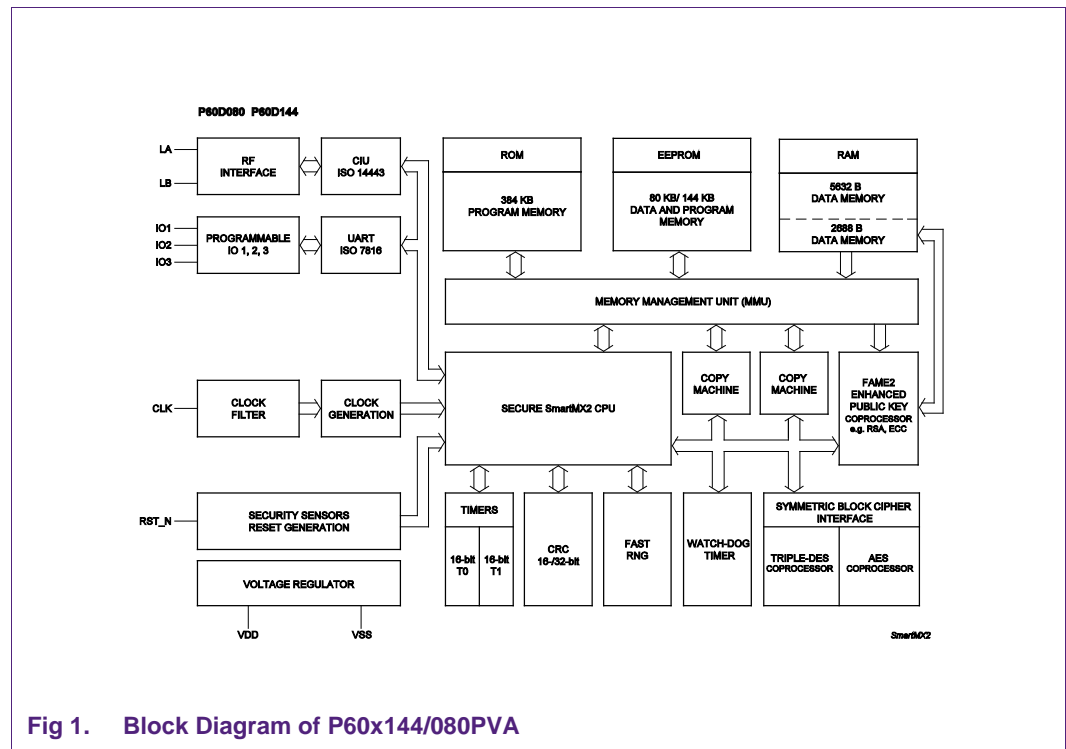 P60D080 P60D144
LA
LB
RF
INTERFACE
CIU
ISO 14443
IO1
IO2
IO3
PROGRAMMABLE
IO 1, 2, 3
UART
ISO 7816
ROM
384 KB
PROGRAM MEMORY
EEPROM
80 KB/ 144 KB
DATA AND PROGRAM
MEMORY
RAM
5632 B
DATA MEMORY
2688 B
DATA MEMORY
MEMORY MANAGEMENT UNIT (MMU)
CLK
CLOCK
FILTER
CLOCK
GENERATION
SECURE SmartMX2 CPU
COPY
MACHINE
COPY
MACHINE
FAME2
ENHANCED
PUBLIC KEY
COPROCESSOR
e.g. RSA, ECC
RST_N
SECURITY SENSORS
RESET GENERATION
VOLTAGE REGULATOR
VDD
VSS
TIMERS
16-bit
T0
16-bit
T1
CRC
16-/32-bit
FAST
RNG
WATCH-DOG
TIMER
SYMMETRIC BLOCK CIPHER
INTERFACE
TRIPLE-DES
COPROCESSOR
AES
COPROCESSOR
SmartMX2
Fig 1. Block Diagram of P60x144/080PVA